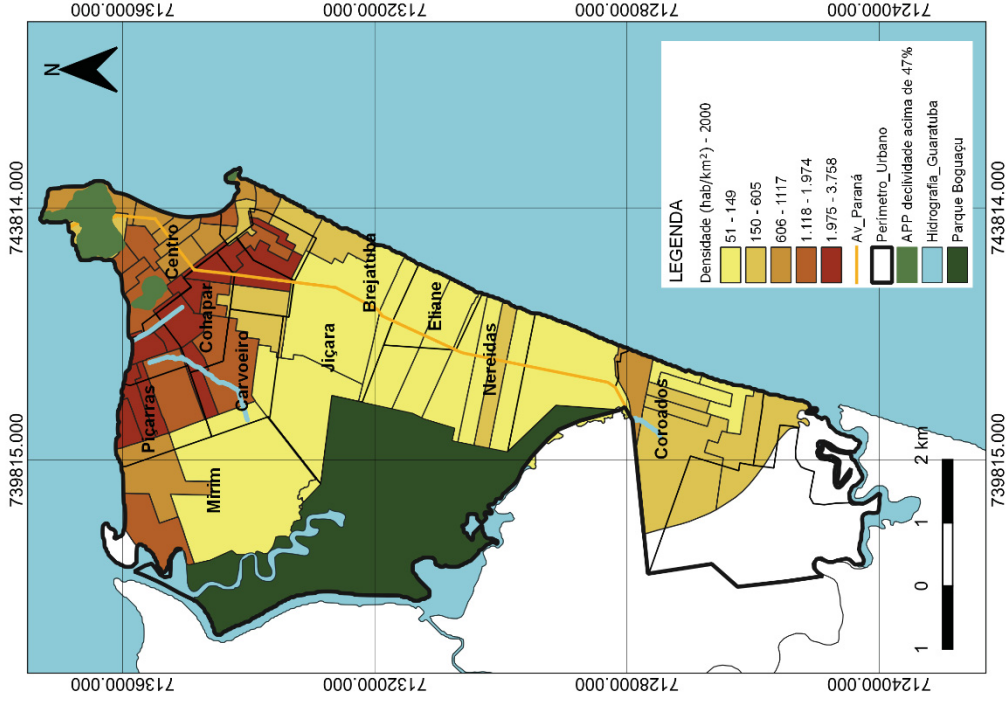 739815.000
743814.000
7136000.000
7136000.000
N
Centro
Piçarras
Cohapar
Carvoeiro
Mirim
Jiçara
Brejatuba
7132000.000
7132000.000
Eliane
Nereidas
7128000.000
7128000.000
Coroados
7124000.000
7124000.000
1 0 1 2 km
739815.000
743814.000
LEGENDA
Densidade (hab/km²) - 2000
51 - 149
150 - 605
606 - 1117
1.118 - 1.974
1.975 - 3.758
Av_Paraná
Perímetro_Urbano
APP declividade acima de 47%
Hidrografia_Guaratuba
Parque Boguaçu